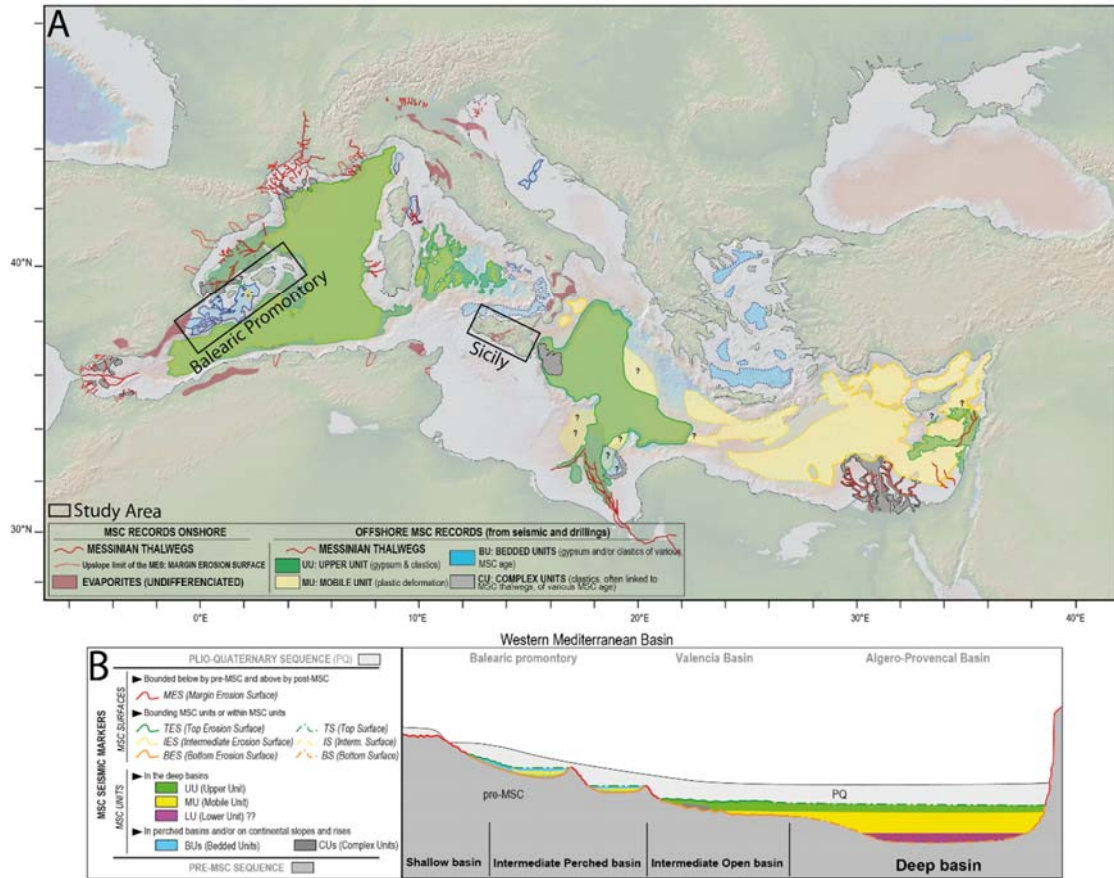 A
40°N
30°N
Balearic Promontory
Sicily
?
?
?
?
?
?
?
?
?
?
Study Area
MSC RECORDS ONSHORE
MESSINIAN THALWEGS
Upslope limit of the MES: MARGIN EROSION SURFACE
EVAPORITES (UNDIFFERENCIATED)
OFFSHORE MSC RECORDS (from seismic and drillings)
MESSINIAN THALWEGS
UU: UPPER UNIT (gypsum & clastics)
MU: MOBILE UNIT (plastic deformation)
BU: BEDDED UNITS (gypsum and/or clastics of various MSC age)
CU: COMPLEX UNITS (clastics, often linked to MSC thalwegs, of various MSC age)
0°E
10°E
20°E
30°E
40°E
Western Mediterranean Basin
B
PLIO-QUATERNARY SEQUENCE (PQ)
MSC SEISMIC MARKERS
MSC SURFACES
Bounded below by pre-MSC and above by post-MSC
MES (Margin Erosion Surface)
Bounding MSC units or within MSC units
TES (Top Erosion Surface)
TS (Top Surface)
IES (Intermediate Erosion Surface)
IS (Interm. Surface)
BES (Bottom Erosion Surface)
BS (Bottom Surface)
MSC UNITS
In the deep basins
UU (Upper Unit)
MU (Mobile Unit)
LU (Lower Unit) ??
In perched basins and/or on continental slopes and rises
BUs (Bedded Units)
CUs (Complex Units)
PRE-MSC SEQUENCE
Balearic promontory
Valencia Basin
Algero-Provencal Basin
pre-MSC
PQ
Shallow basin
Intermediate Perched basin
Intermediate Open basin
Deep basin